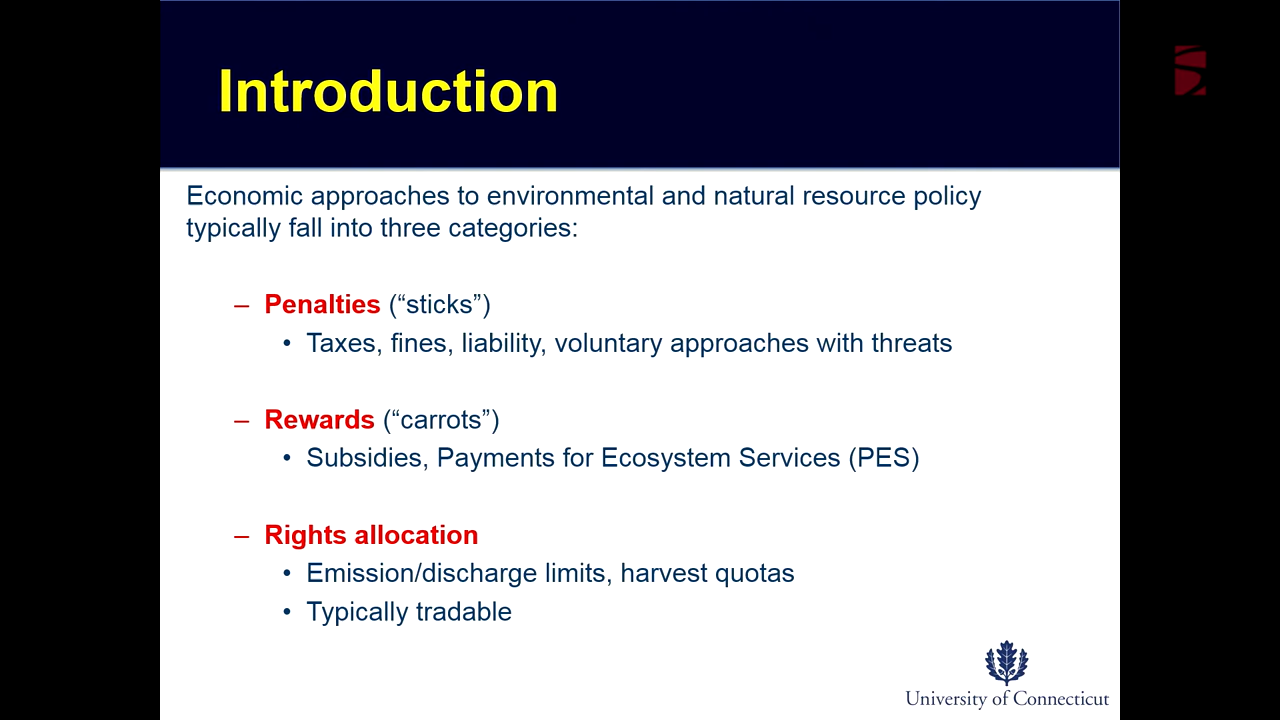 Introduction
Economic approaches to environmental and natural resource policy
typically fall into three categories:
– Penalties (“sticks”)
• Taxes, fines, liability, voluntary approaches with threats
– Rewards (“carrots”)
• Subsidies, Payments for Ecosystem Services (PES)
– Rights allocation
• Emission/discharge limits, harvest quotas
• Typically tradable
University of Connecticut